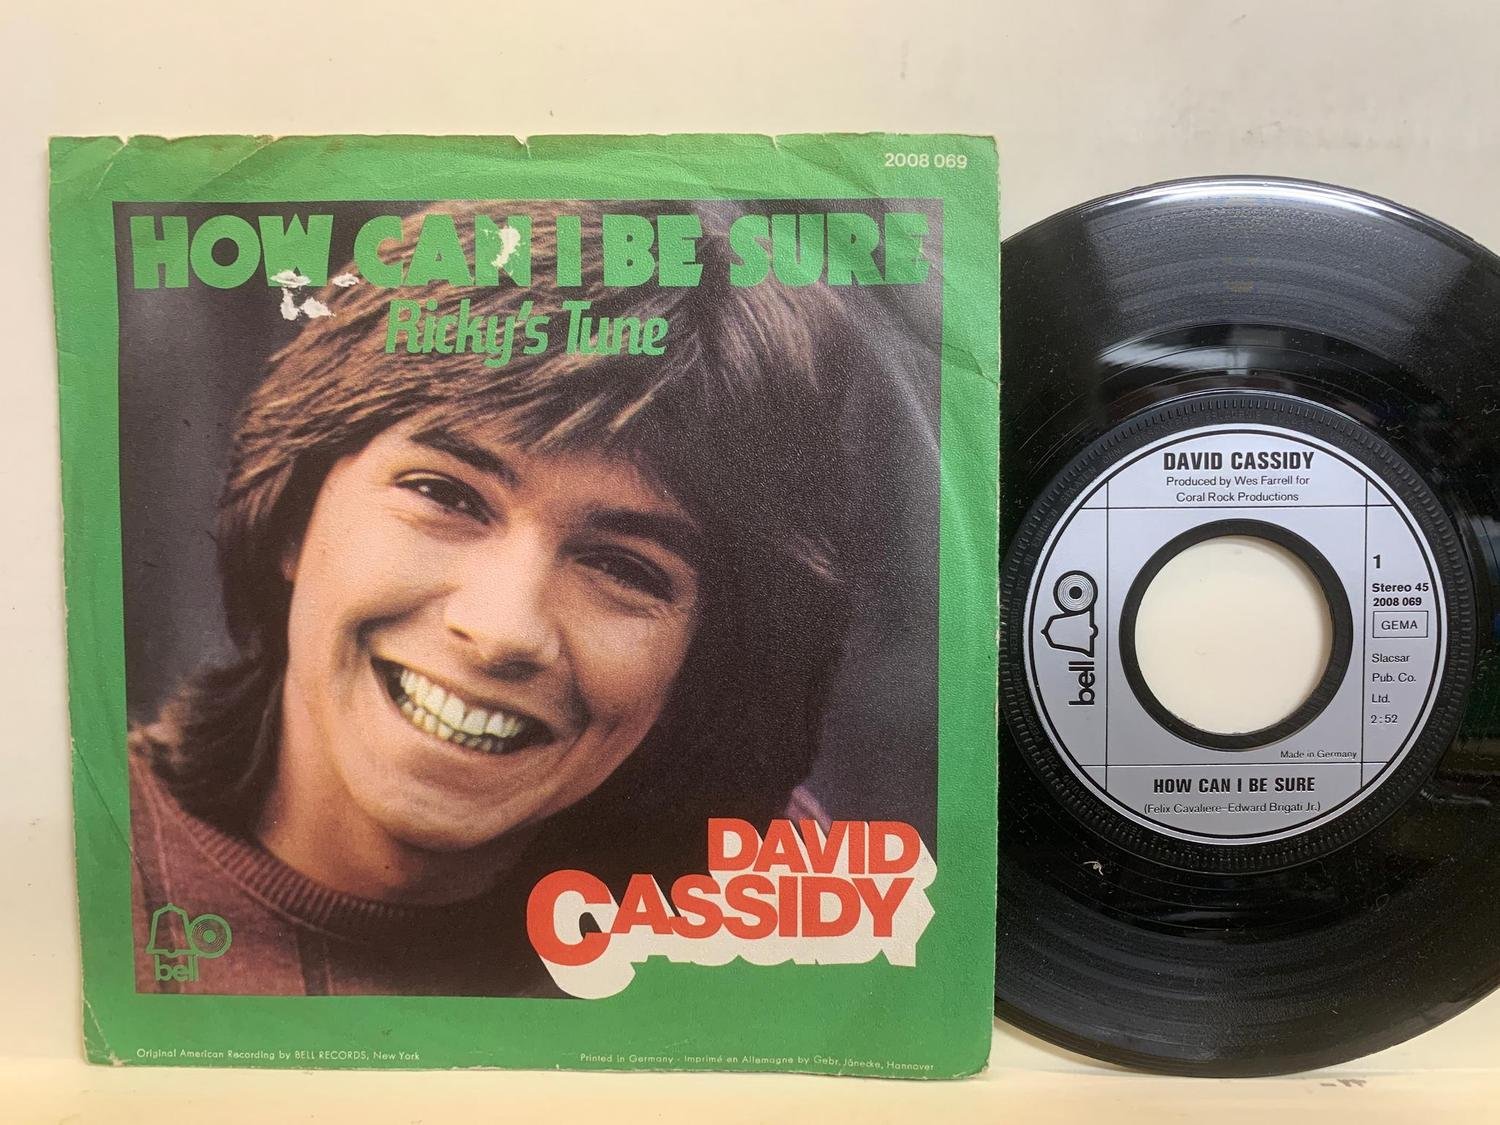 2008 069
HOW CAN I BE SURE
Ricky's Tune
DAVID
CASSIDY
bell
Original American Recording by BELL RECORDS, New York
Printed in Germany - Imprimé en Allemagne by Gebr. Jänecke, Hannover
DAVID CASSIDY
Produced by Wes Farrell for
Coral Rock Productions
bell
1
Stereo 45
2008 069
GEMA
Slacsar
Pub. Co.
Ltd.
2:52
Made in Germany
HOW CAN I BE SURE
(Felix Cavaliere-Edward Brigati Jr.)